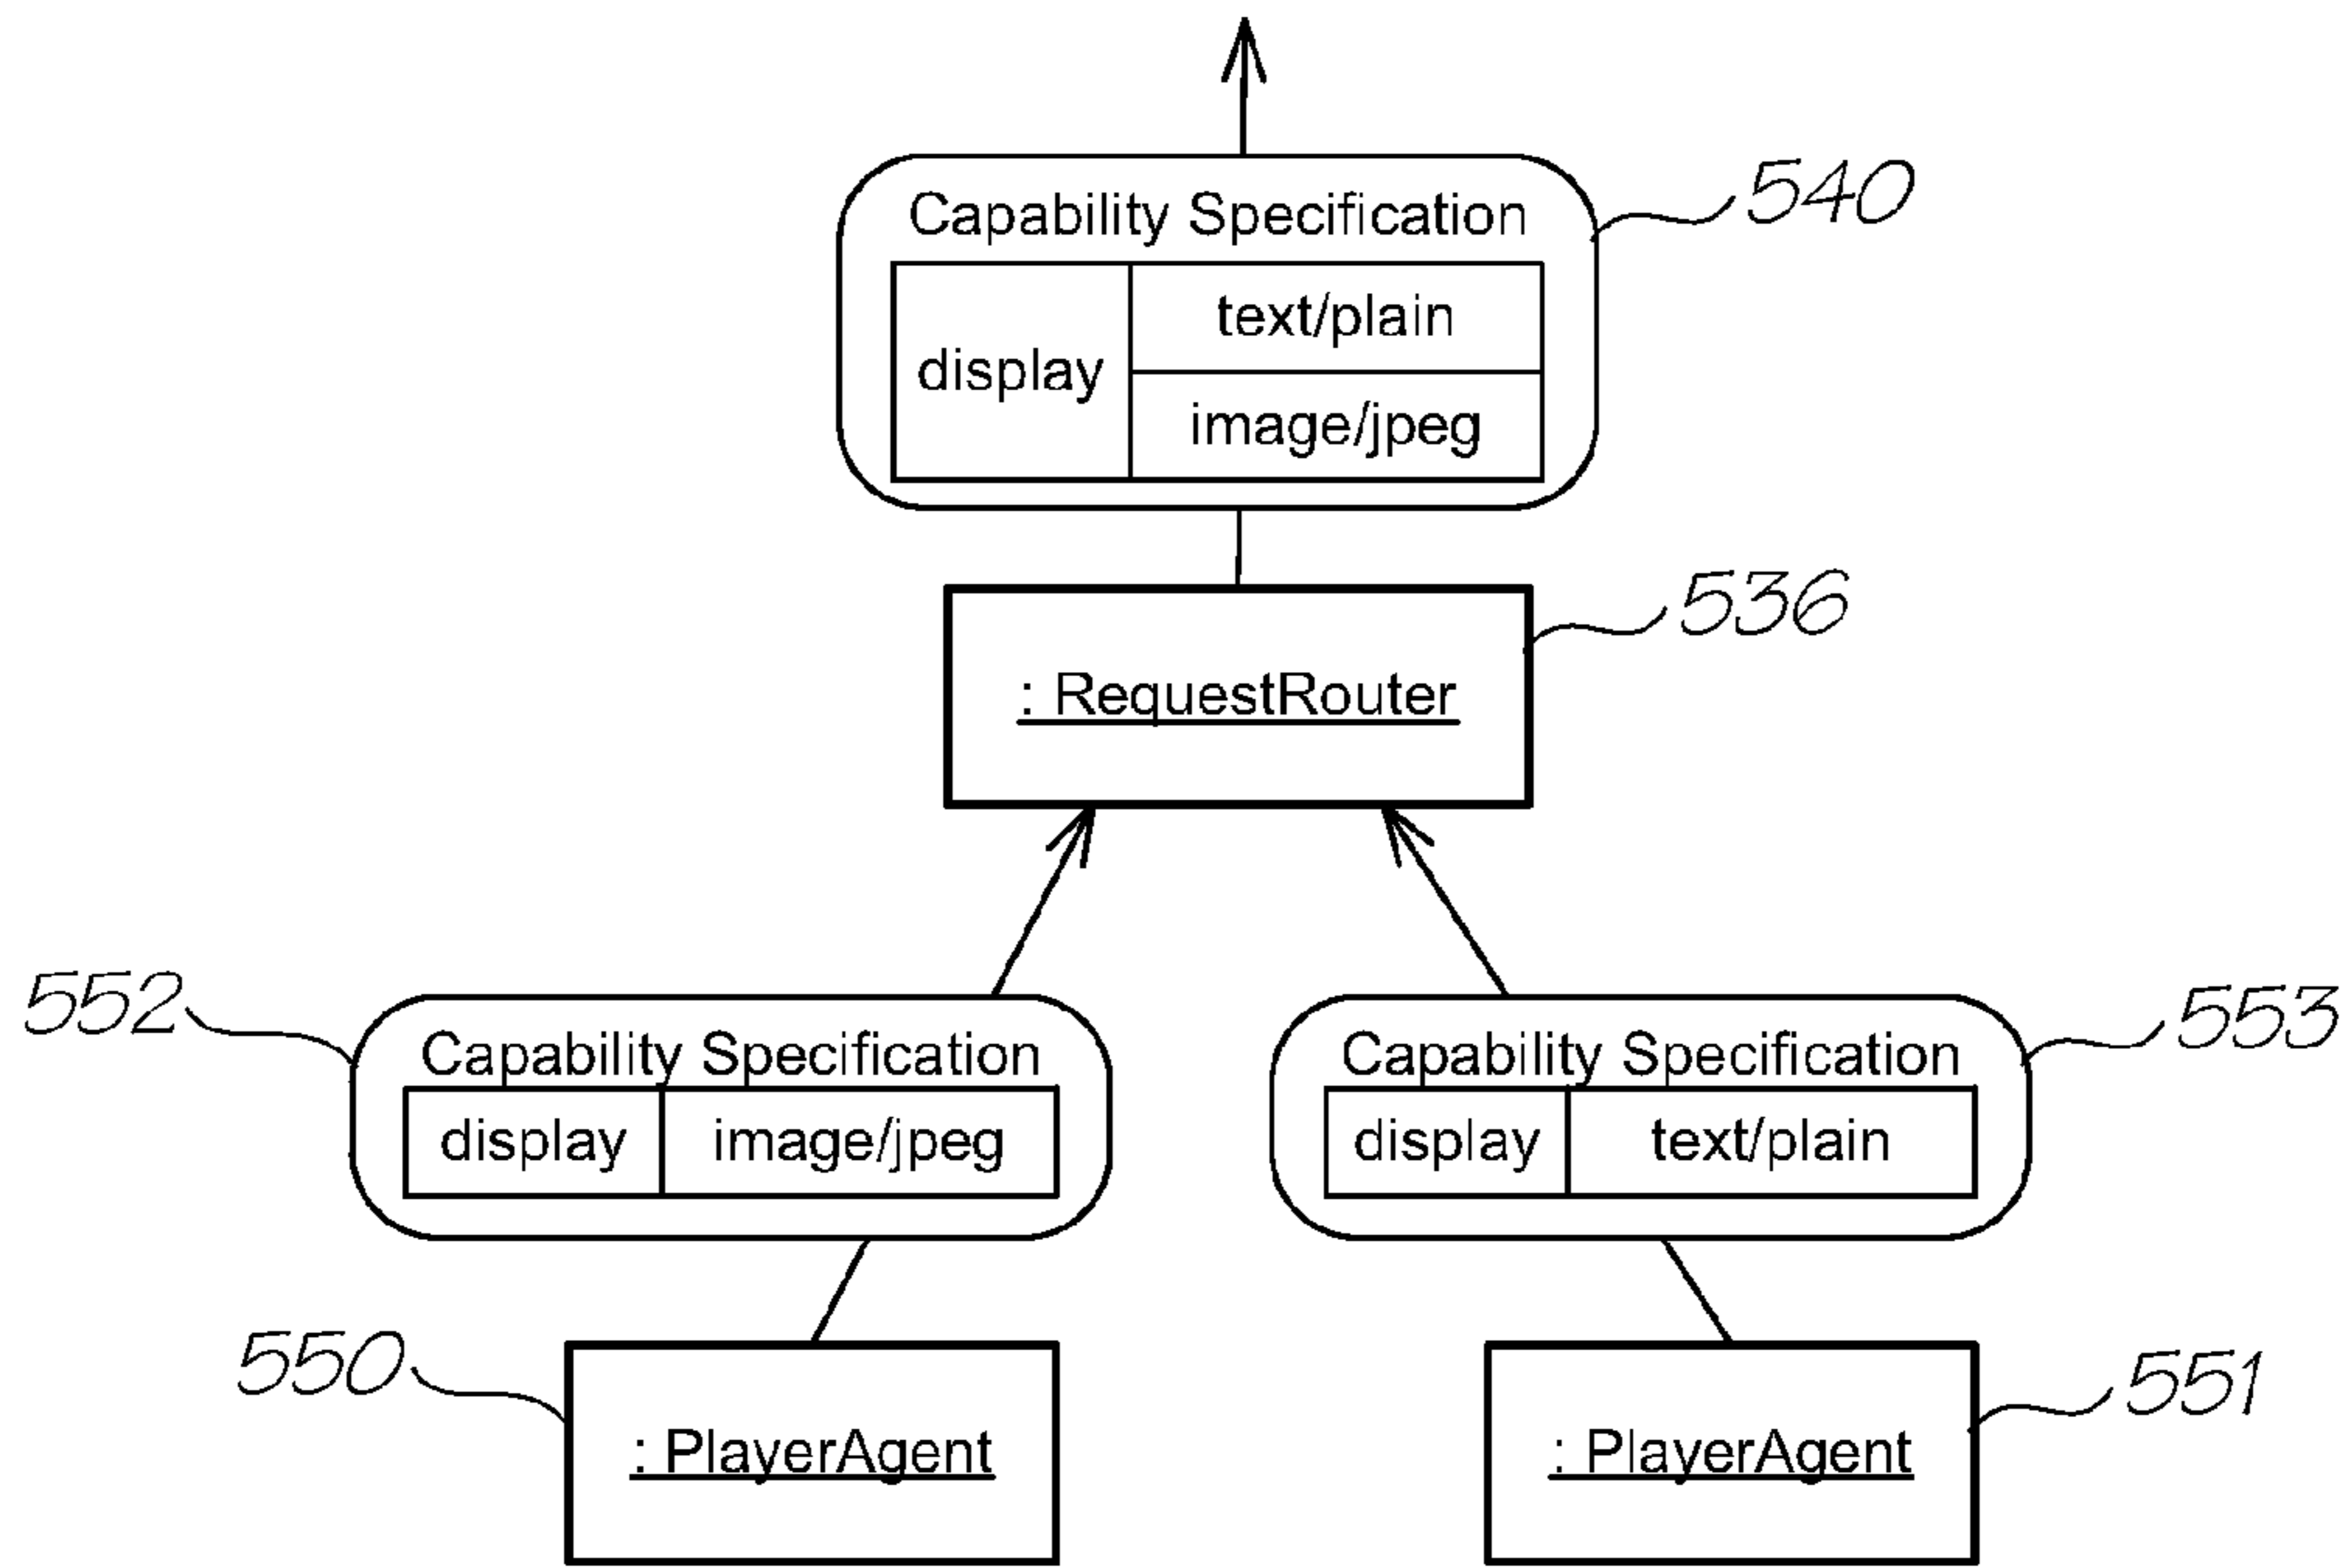 Capability Specification
540
display
text/plain
image/jpeg
536
: RequestRouter
552
Capability Specification
display
image/jpeg
553
Capability Specification
display
text/plain
550
: PlayerAgent
551
: PlayerAgent